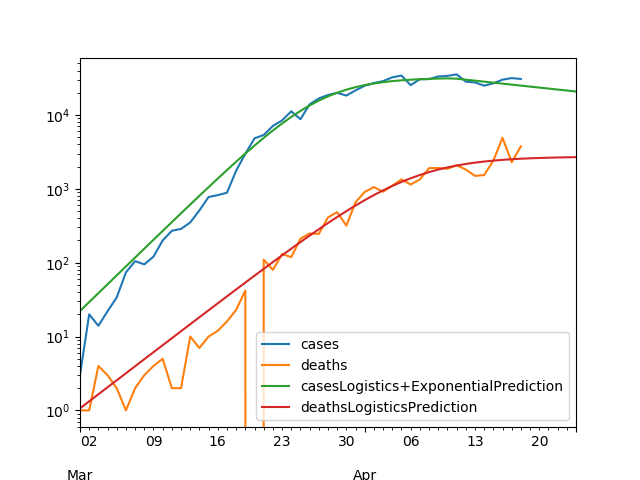 10⁴
10³
10²
10¹
10⁰
cases
deaths
casesLogistics+ExponentialPrediction
deathsLogisticsPrediction
02 09 16 23 30 06 13 20
Mar Apr